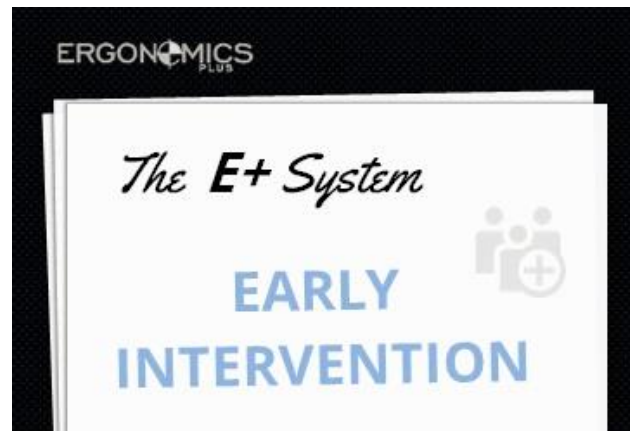 ERGONOMICS
PLUS
The E+ System
EARLY
INTERVENTION